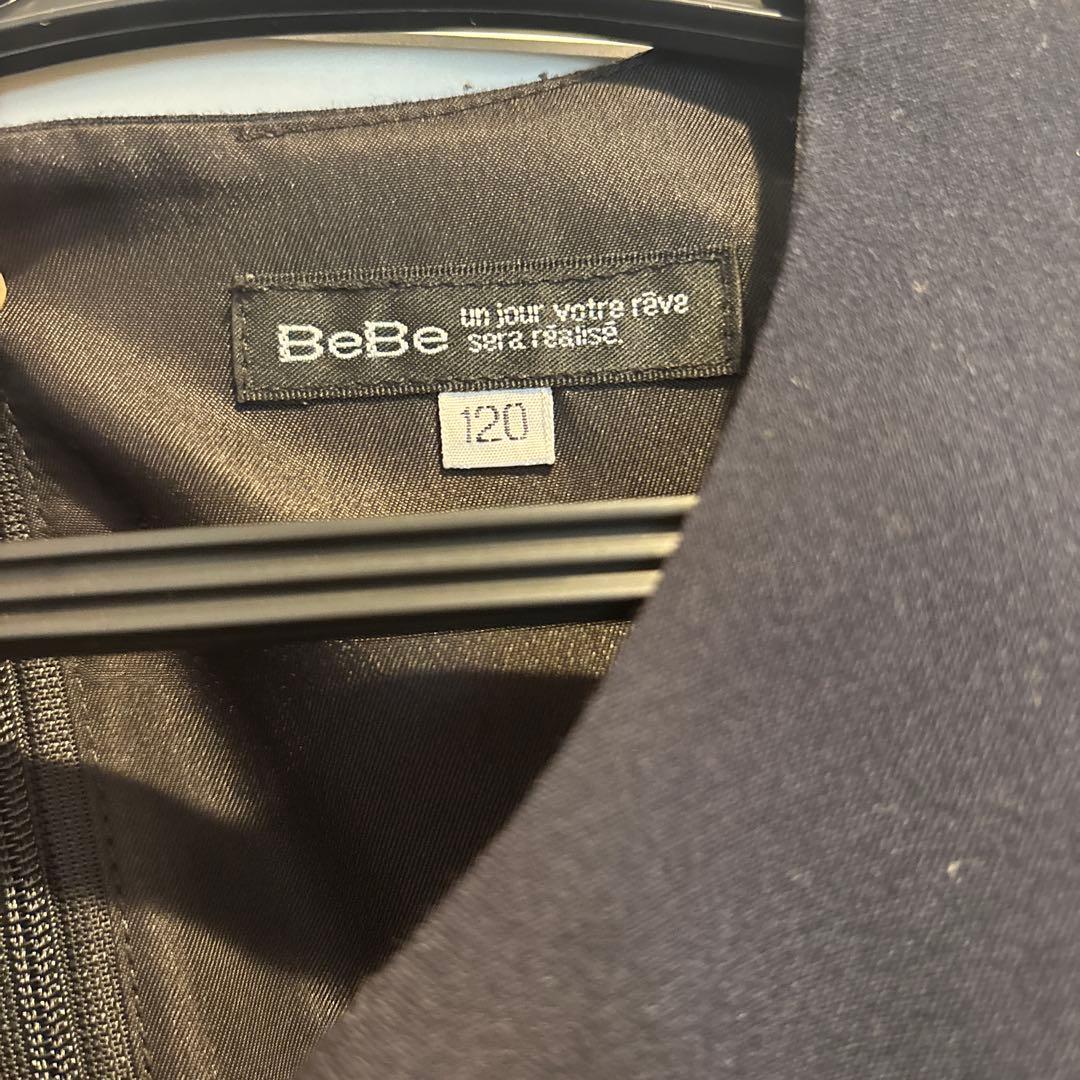 BeBe
un jour votre rêve
sera réalisé.
120